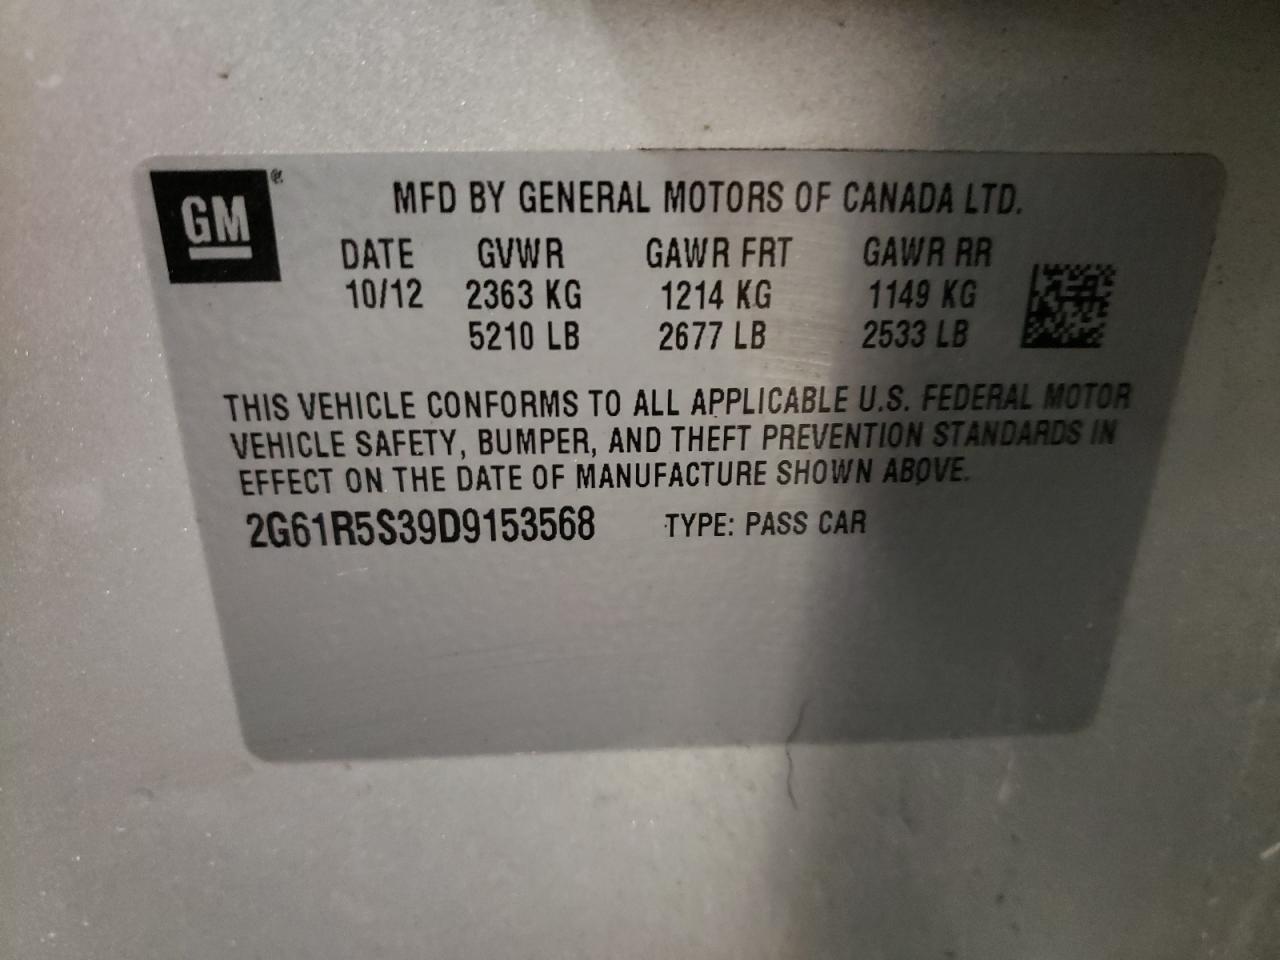 GM®
MFD BY GENERAL MOTORS OF CANADA LTD.
DATE GVWR GAWR FRT GAWR RR
10/12 2363 KG 1214 KG 1149 KG
5210 LB 2677 LB 2533 LB
THIS VEHICLE CONFORMS TO ALL APPLICABLE U.S. FEDERAL MOTOR
VEHICLE SAFETY, BUMPER, AND THEFT PREVENTION STANDARDS IN
EFFECT ON THE DATE OF MANUFACTURE SHOWN ABOVE.
2G61R5S39D9153568 TYPE: PASS CAR